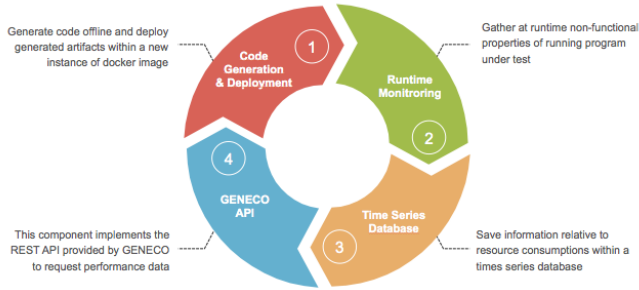 Generate code offline and deploy
generated artifacts within a new
instance of docker image
Code
Generation
& Deployment
1
Gather at runtime non-functional
properties of running program
under test
Runtime
Monitroring
2
Time Series
Database
3
Save information relative to
resource consumptions within a
times series database
4
GENECO
API
This component implements the
REST API provided by GENECO
to request performance data